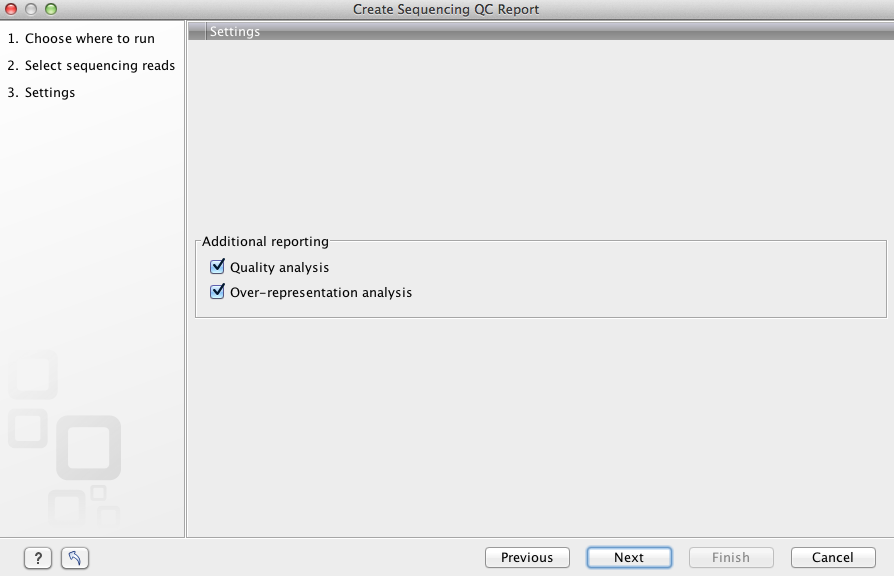 Create Sequencing QC Report
1. Choose where to run
2. Select sequencing reads
3. Settings
Settings
Additional reporting
Quality analysis
Over-representation analysis
?
Previous
Next
Finish
Cancel